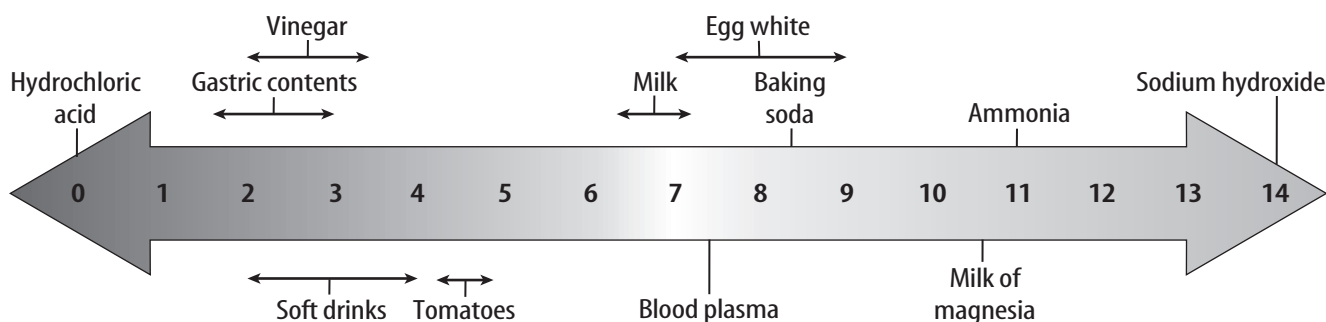 Vinegar
Egg white
Hydrochloric
acid
Gastric contents
Milk
Baking
soda
Ammonia
Sodium hydroxide
0 1 2 3 4 5 6 7 8 9 10 11 12 13 14
Soft drinks
Tomatoes
Blood plasma
Milk of
magnesia